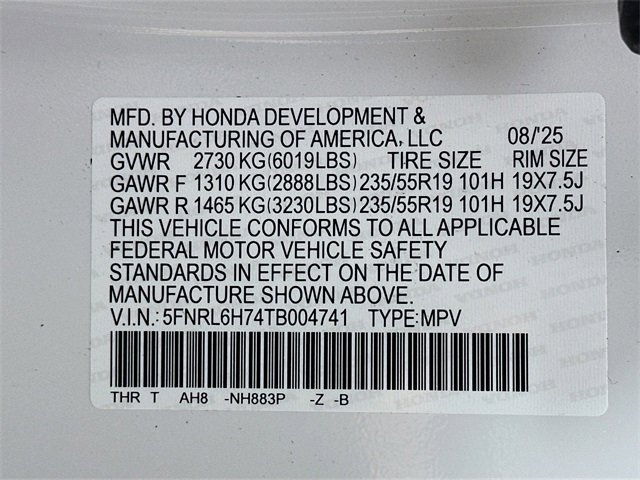 MFD. BY HONDA DEVELOPMENT &
MANUFACTURING OF AMERICA, LLC 08/'25
GVWR 2730 KG(6019LBS) TIRE SIZE RIM SIZE
GAWR F 1310 KG(2888LBS) 235/55R19 101H 19X7.5J
GAWR R 1465 KG(3230LBS) 235/55R19 101H 19X7.5J
THIS VEHICLE CONFORMS TO ALL APPLICABLE
FEDERAL MOTOR VEHICLE SAFETY
STANDARDS IN EFFECT ON THE DATE OF
MANUFACTURE SHOWN ABOVE.
V.I.N.: 5FNRL6H74TB004741 TYPE: MPV
THR T AH8 -NH883P -Z -B